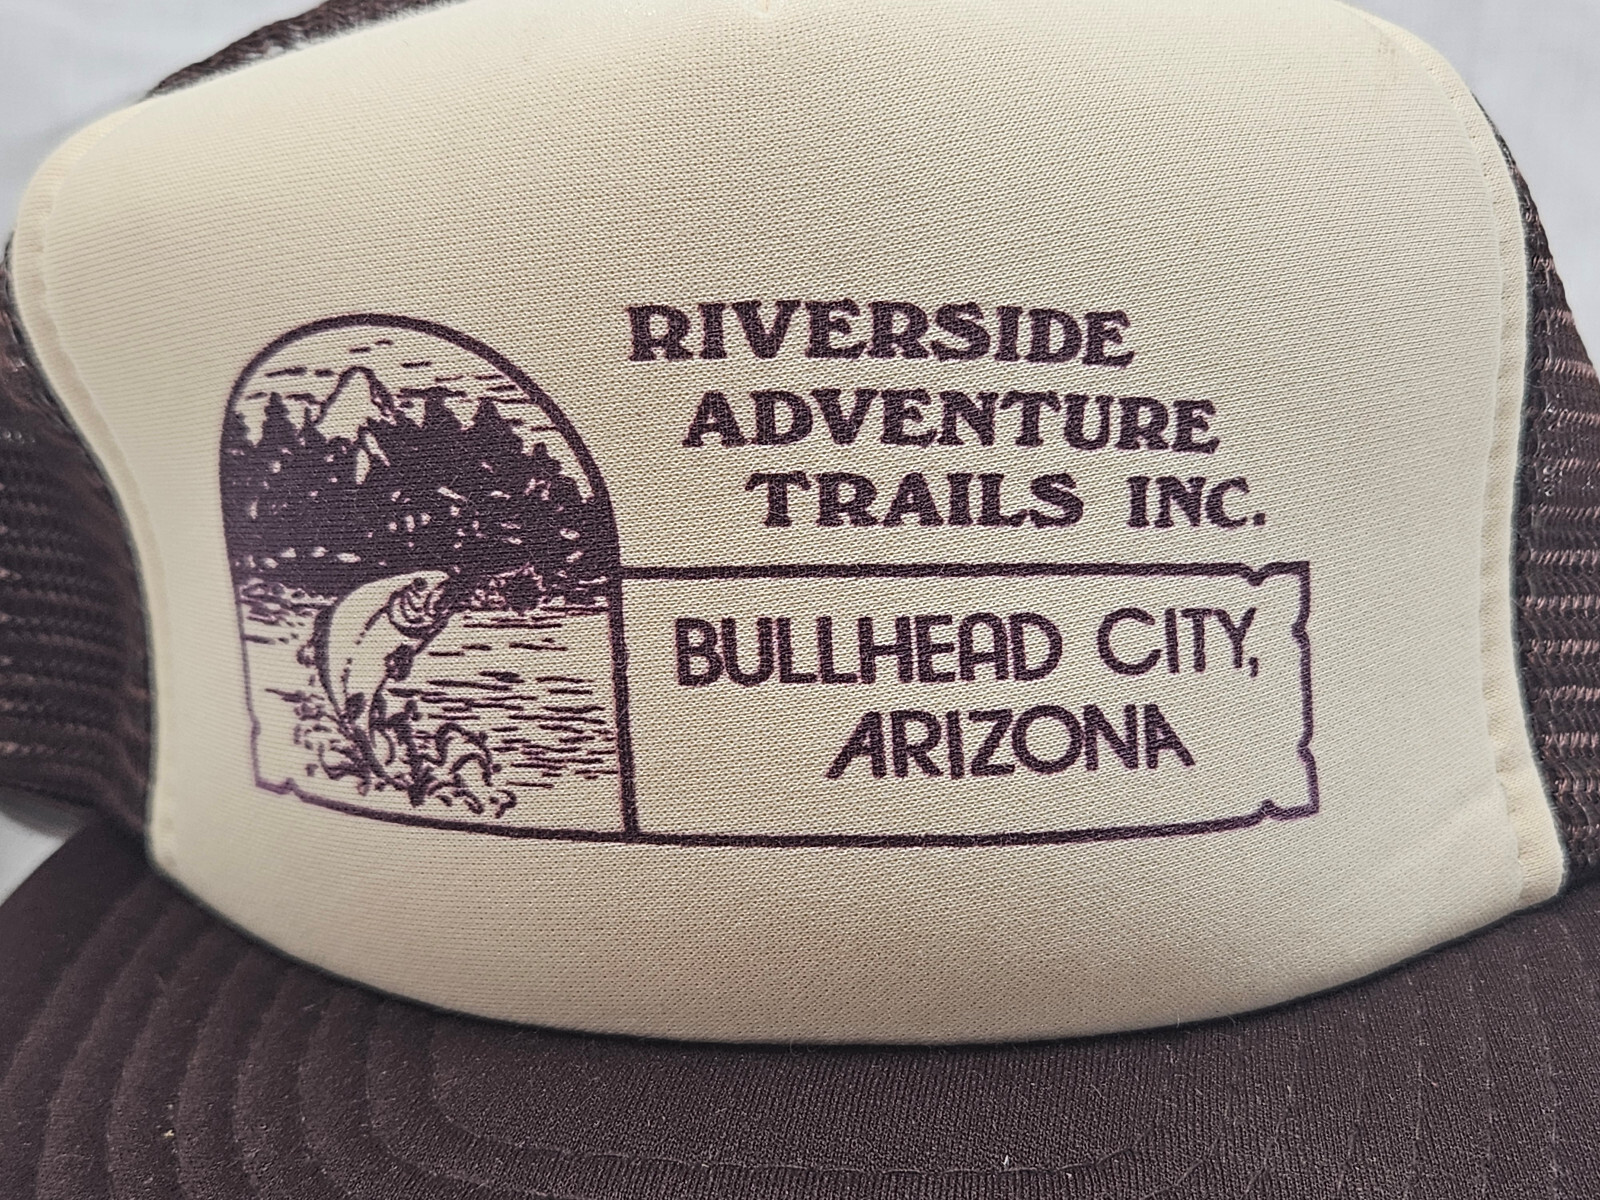 RIVERSIDE
ADVENTURE
TRAILS INC.
BULLHEAD CITY,
ARIZONA